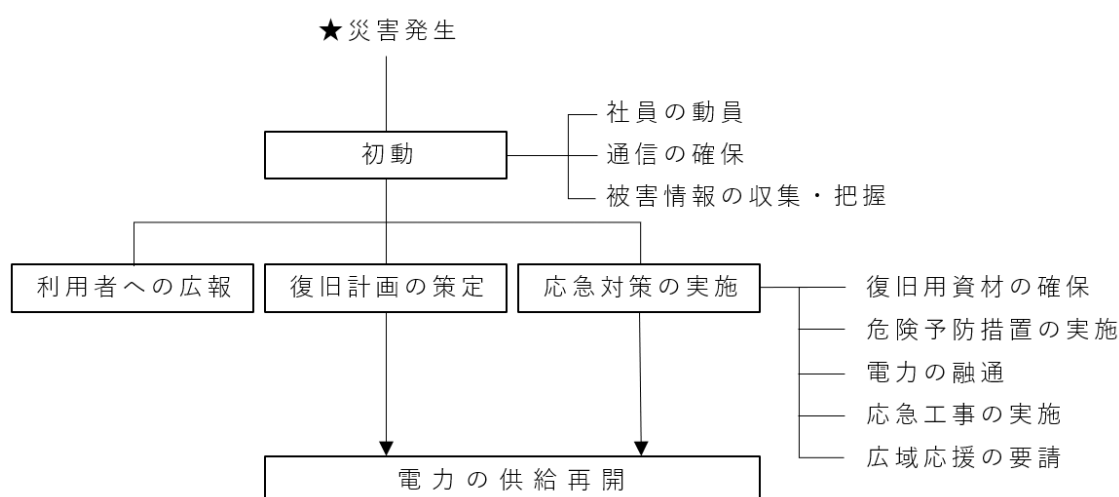 ★災害発生
社員の動員
初動
通信の確保
被害情報の収集・把握
利用者への広報
復旧計画の策定
応急対策の実施
復旧用資材の確保
危険予防措置の実施
電力の融通
応急工事の実施
広域応援の要請
電力の供給再開